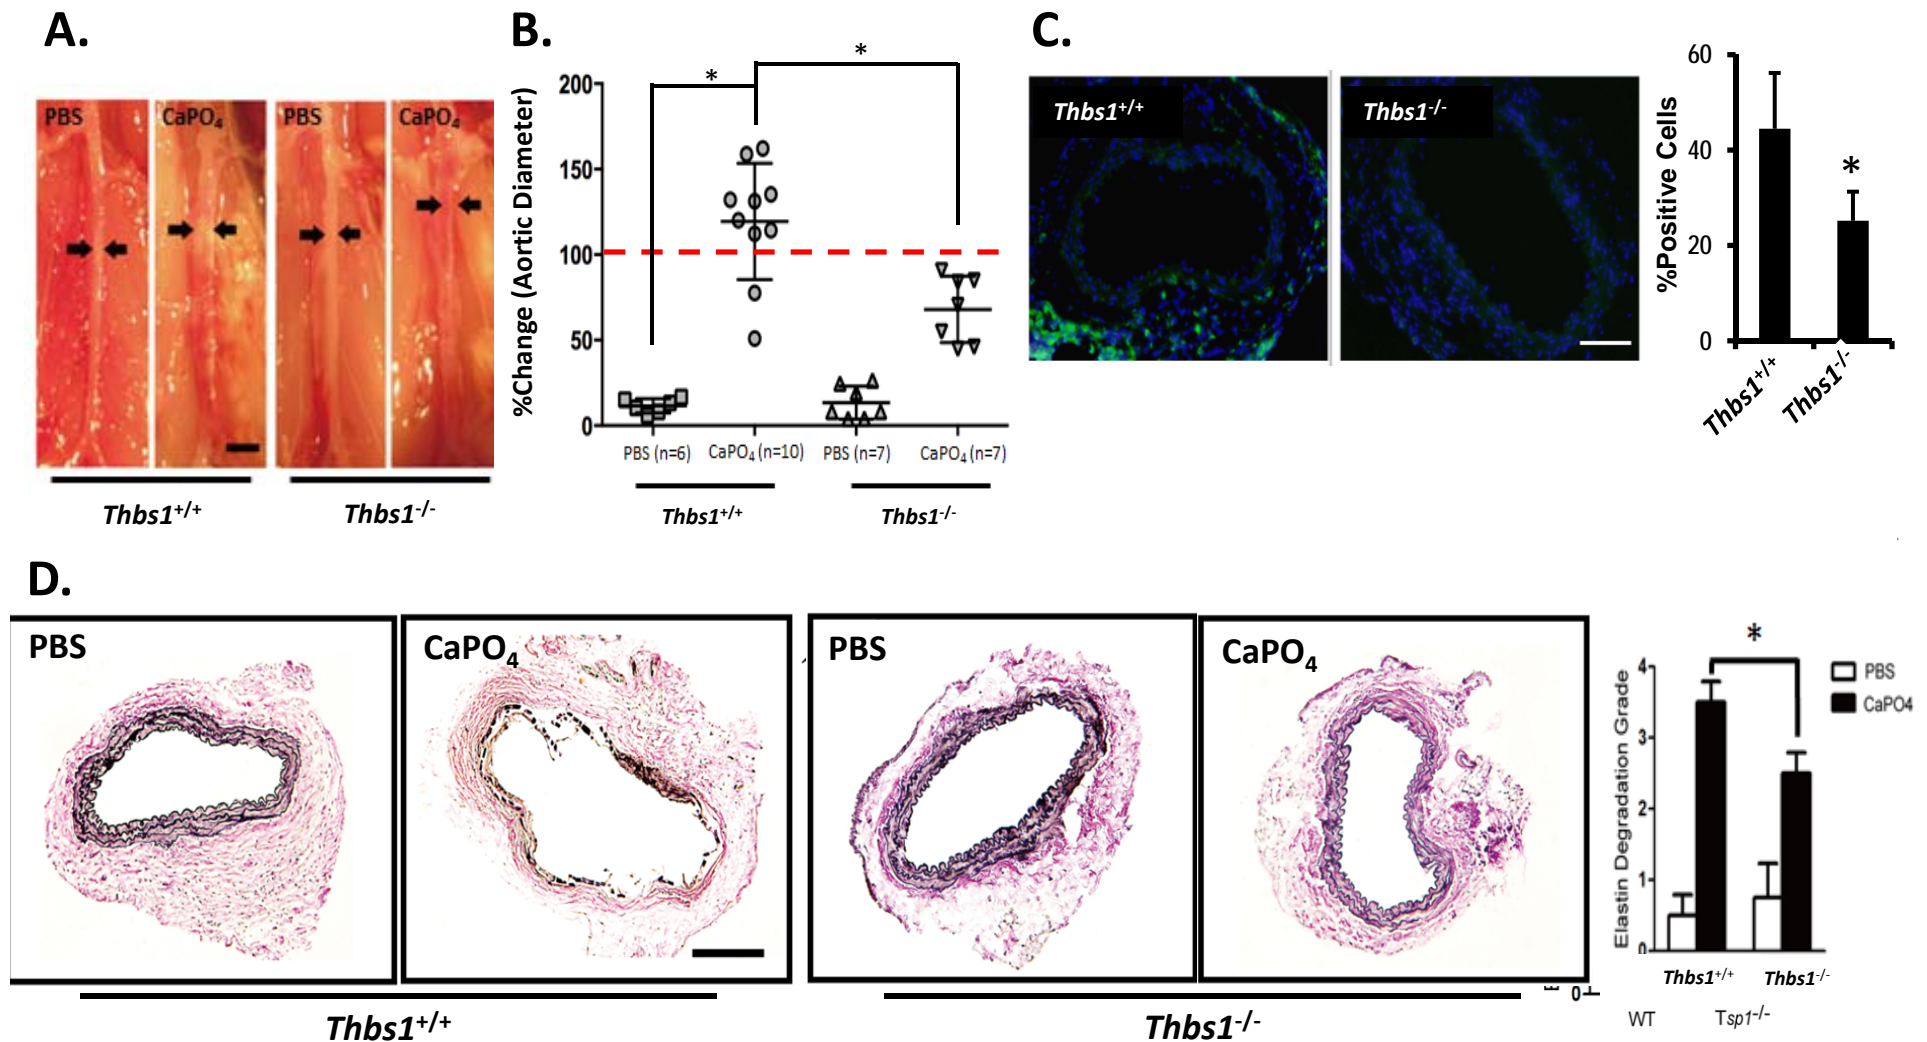 A.
PBS
CaPO4
PBS
CaPO4
Thbs1+/+
Thbs1-/-
B.
*
*
%Change (Aortic Diameter)
200
150
100
50
0
PBS (n=6)
CaPO4 (n=10)
PBS (n=7)
CaPO4 (n=7)
Thbs1+/+
Thbs1-/-
C.
Thbs1+/+
Thbs1-/-
%Positive Cells
60
40
20
0
*
Thbs1+/+
Thbs1-/-
D.
PBS
CaPO4
PBS
CaPO4
Thbs1+/+
Thbs1-/-
*
Elastin Degradation Grade
4
3
2
1
0
PBS
CaPO4
Thbs1+/+
Thbs1-/-
0
WT
Tsp1-/-